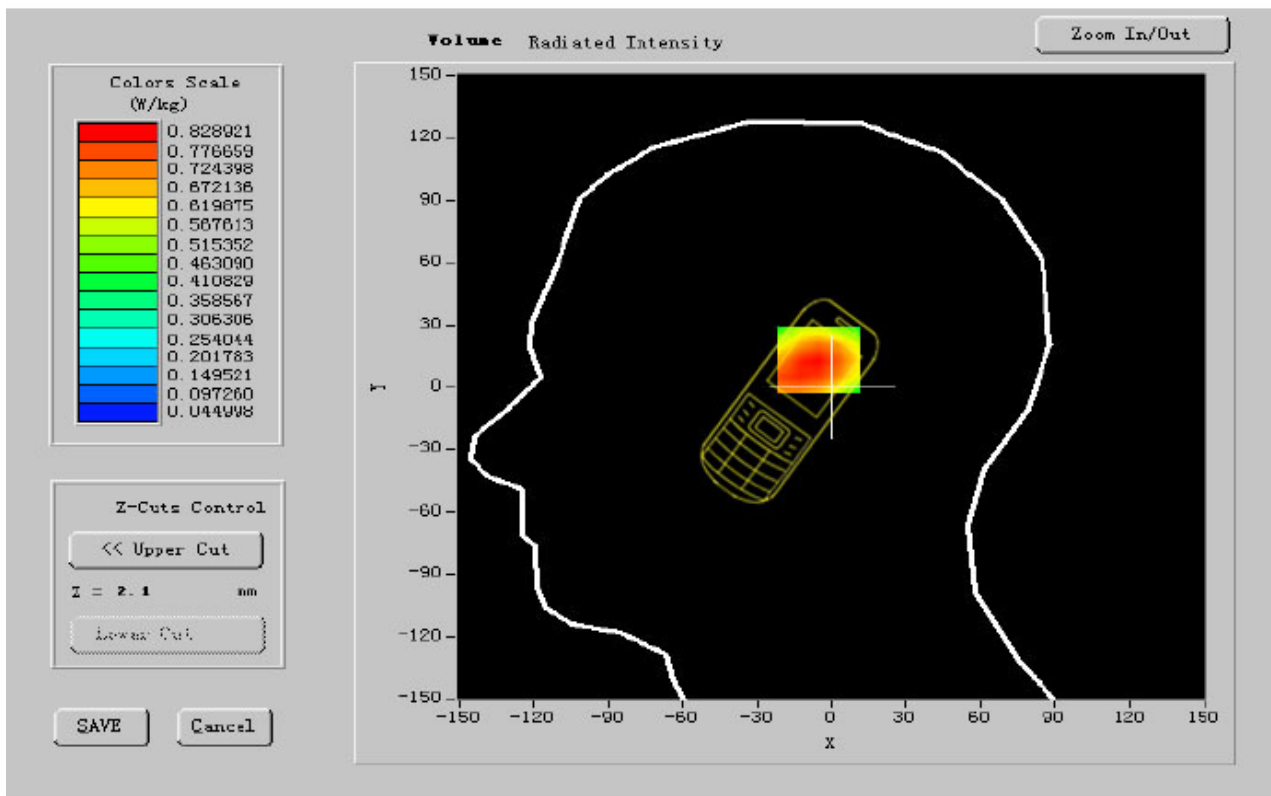 Volume Radiated Intensity
Zoom In/Out
Colors Scale
(W/kg)
0.828921
0.776659
0.724398
0.672136
0.619875
0.567613
0.515352
0.463090
0.410829
0.358567
0.306306
0.254044
0.201783
0.149521
0.097260
0.044998
Z-Cuts Control
<< Upper Cut
Z = 2.1 mm
Lower Cut
SAVE
Cancel
150
120
90
60
30
0
-30
-60
-90
-120
-150
Y
-150 -120 -90 -60 -30 0 30 60 90 120 150
X